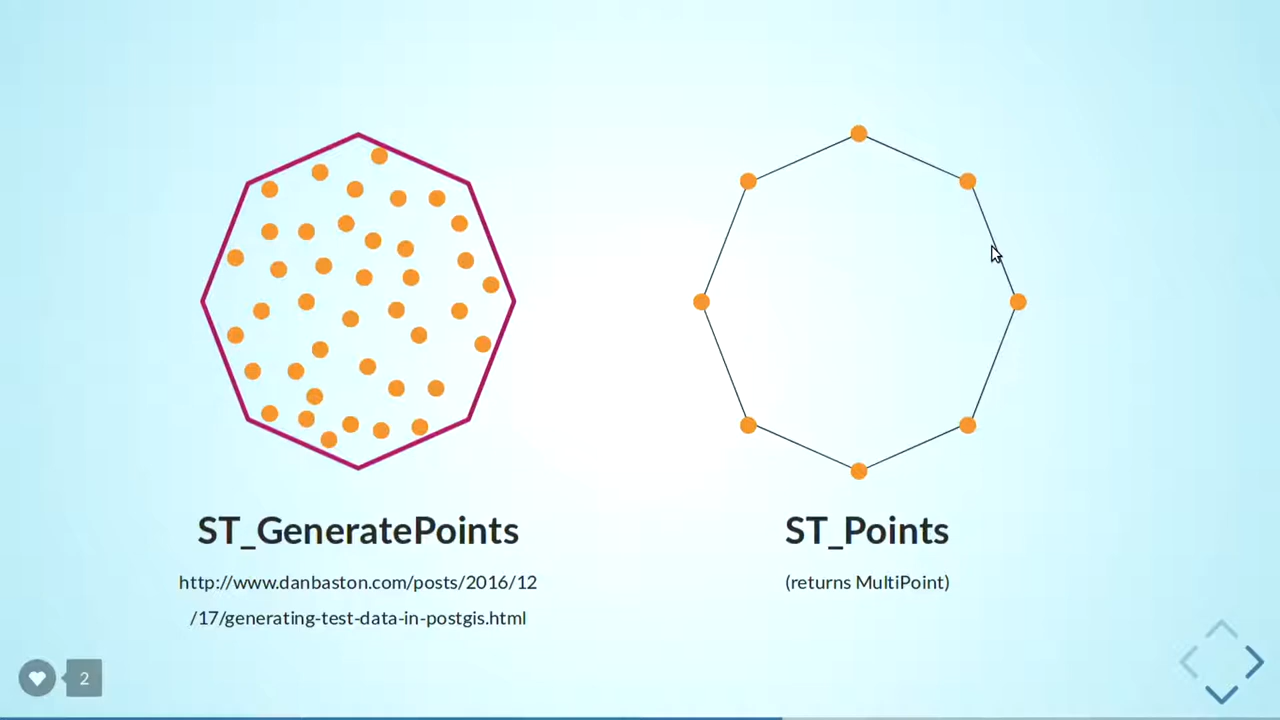 ST_GeneratePoints
http://www.danbaston.com/posts/2016/12
/17/generating-test-data-in-postgis.html
ST_Points
(returns MultiPoint)
2